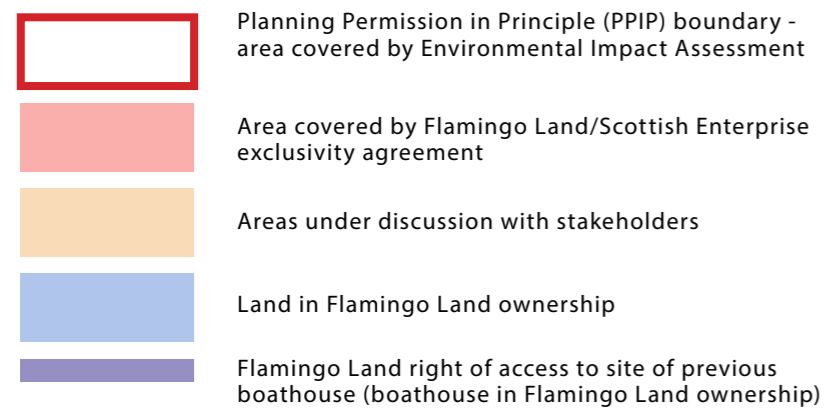 Planning Permission in Principle (PPIP) boundary -
area covered by Environmental Impact Assessment
Area covered by Flamingo Land/Scottish Enterprise
exclusivity agreement
Areas under discussion with stakeholders
Land in Flamingo Land ownership
Flamingo Land right of access to site of previous
boathouse (boathouse in Flamingo Land ownership)